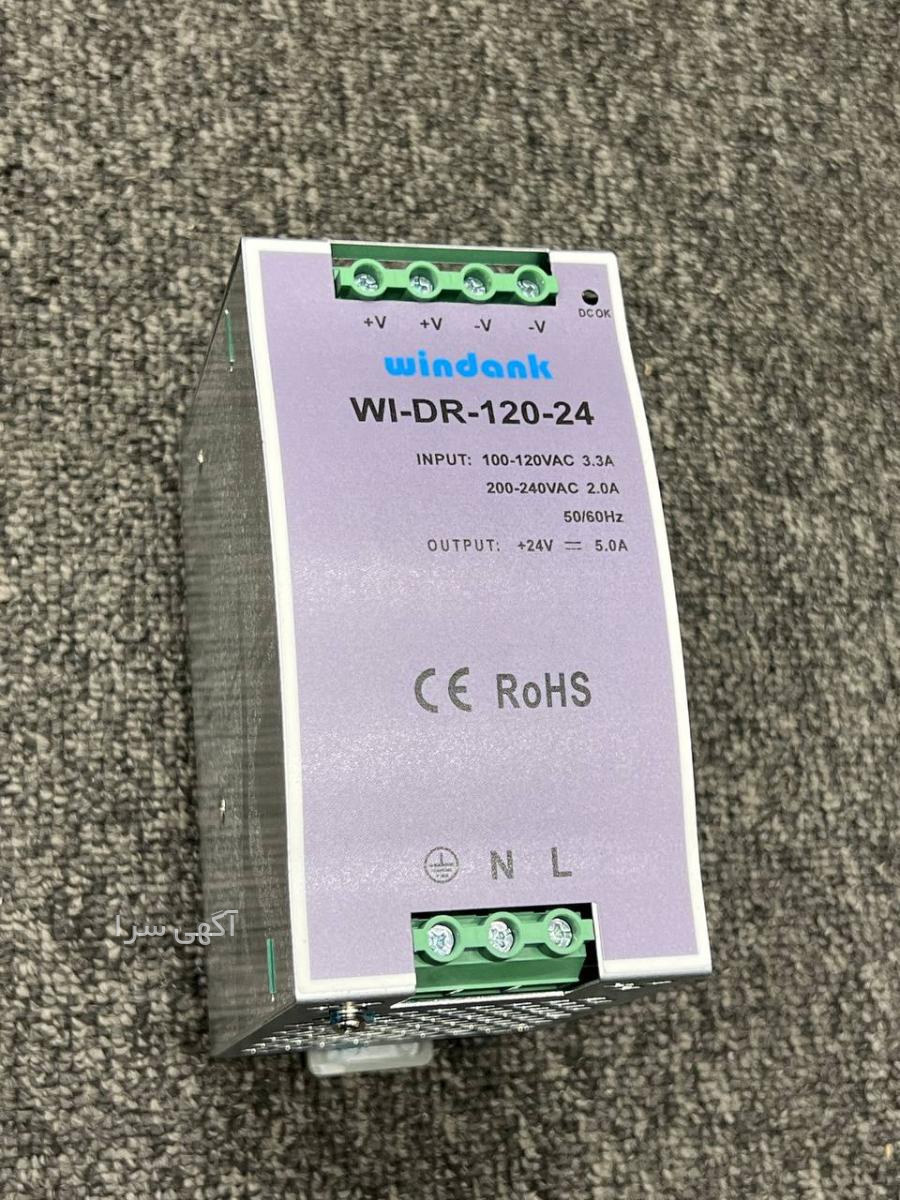 +V +V -V -V
DC OK
windank
WI-DR-120-24
INPUT: 100-120VAC 3.3A
200-240VAC 2.0A
50/60Hz
OUTPUT: +24V ⎓ 5.0A
CE RoHS
N L
آگهی سرا